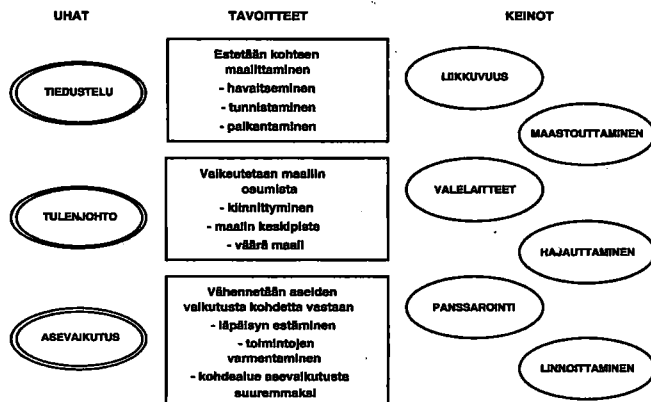 UHAT TAVOITTEET KEINOT
TIEDUSTELU
Estetään kohteen
maalittaminen
- havaitseminen
- tunnistaminen
- paikantaminen
LIIKKUVUUS
MAASTOUTTAMINEN
TULENJOHTO
Vaikeutetaan maaliin
osumista
- kiinnittyminen
- maalin keskipiste
- väärä maali
VALELAITTEET
HAJAUTTAMINEN
ASEVAIKUTUS
Vähennetään aseiden
vaikutusta kohdetta vastaan
- läpäisyn estäminen
- toimintojen
varmentaminen
- kohdealue asevaikutusta
suuremmaksi
PANSSAROINTI
LINNOITTAMINEN